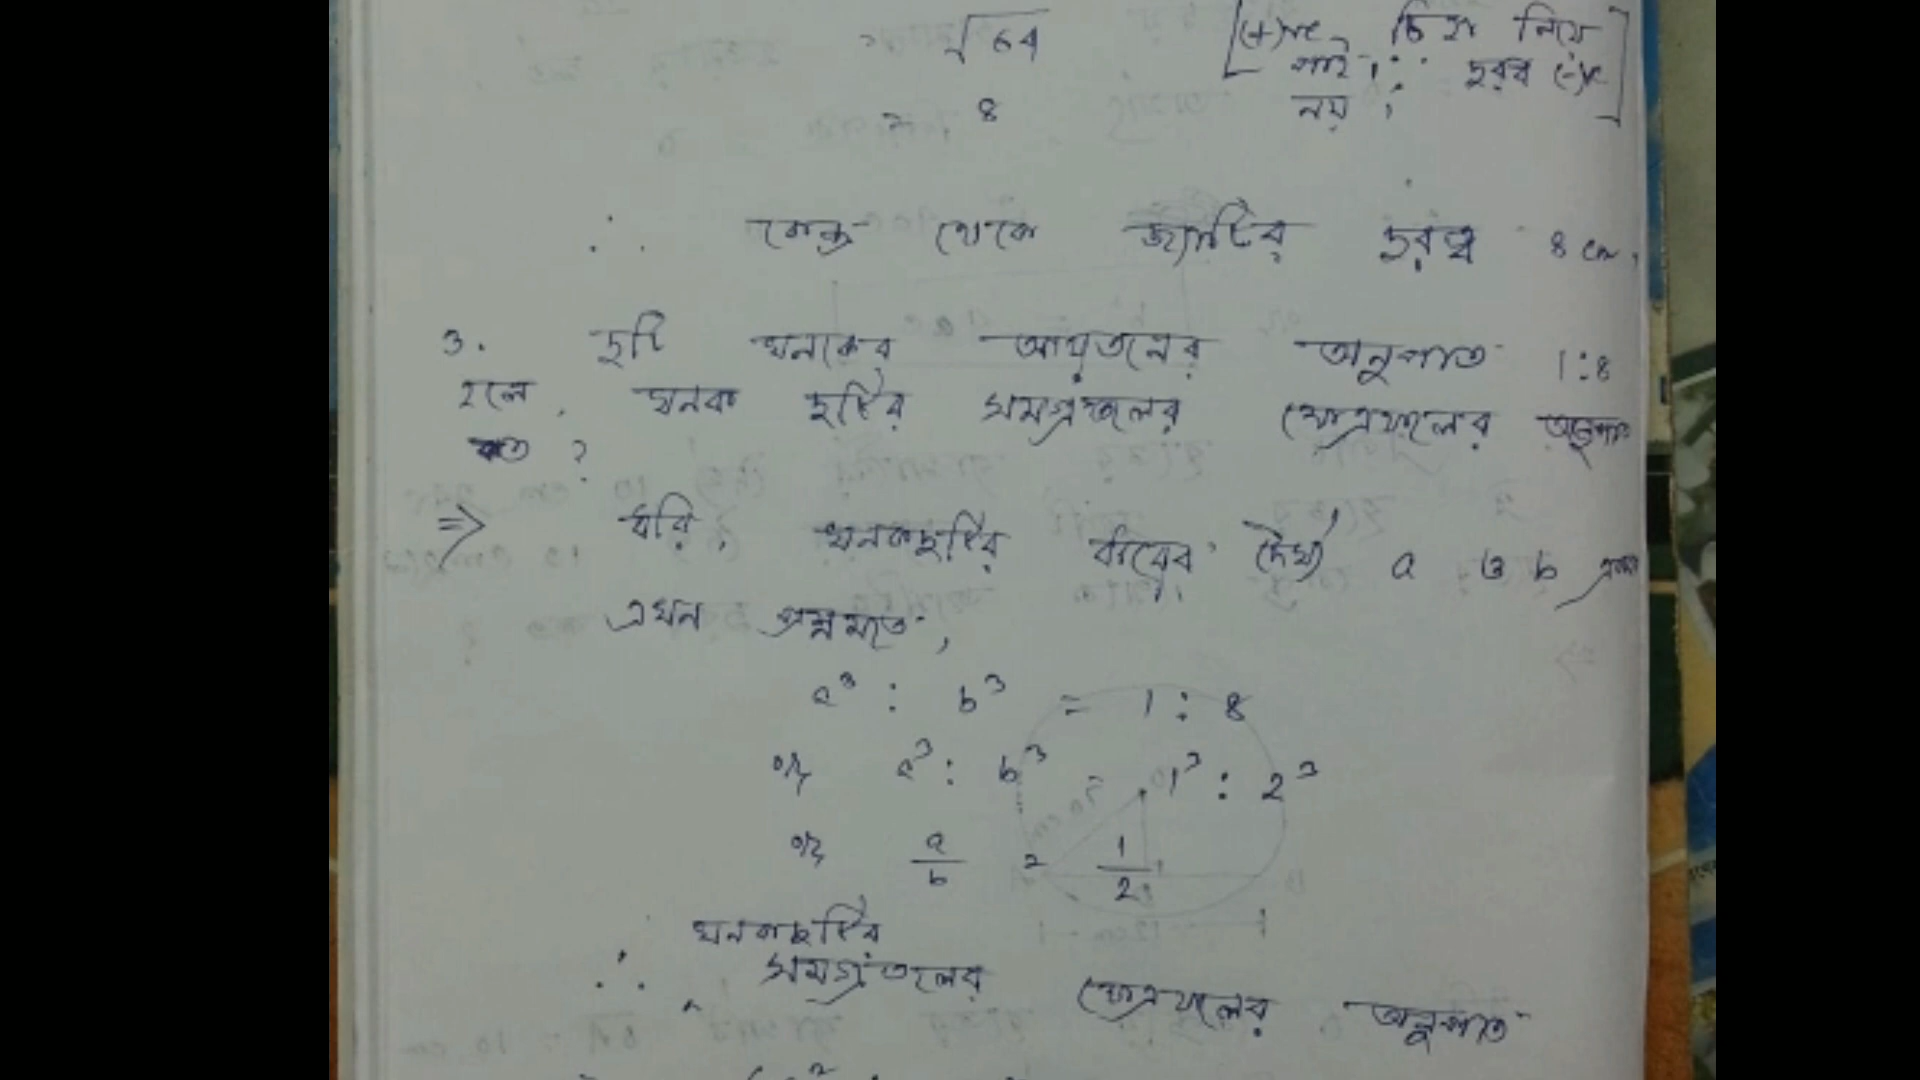 = √৬৪ [(+)ve চিহ্ন নিয়ে
পাই, ∵ দূরত্ব (-)ve
= 8 নয়;]
∴ কেন্দ্র থেকে জ্যাটির দূরত্ব 8 cm.
3. দুটি ঘনকের আয়তনের অনুপাত 1:8
হলে, ঘনক দুটির সমগ্রতলের ক্ষেত্রফলের অনুপাত
কত ?
=> ধরি, ঘনকদুটির ধারের দৈর্ঘ্য a ও b একক
এখন প্রশ্নমতে,
a³ : b³ = 1 : 8
বা, a³ : b³ = 1³ : 2³
বা, a/b = 1/2
ঘনকদুটির
∴ সমগ্রতলের ক্ষেত্রফলের অনুপাত